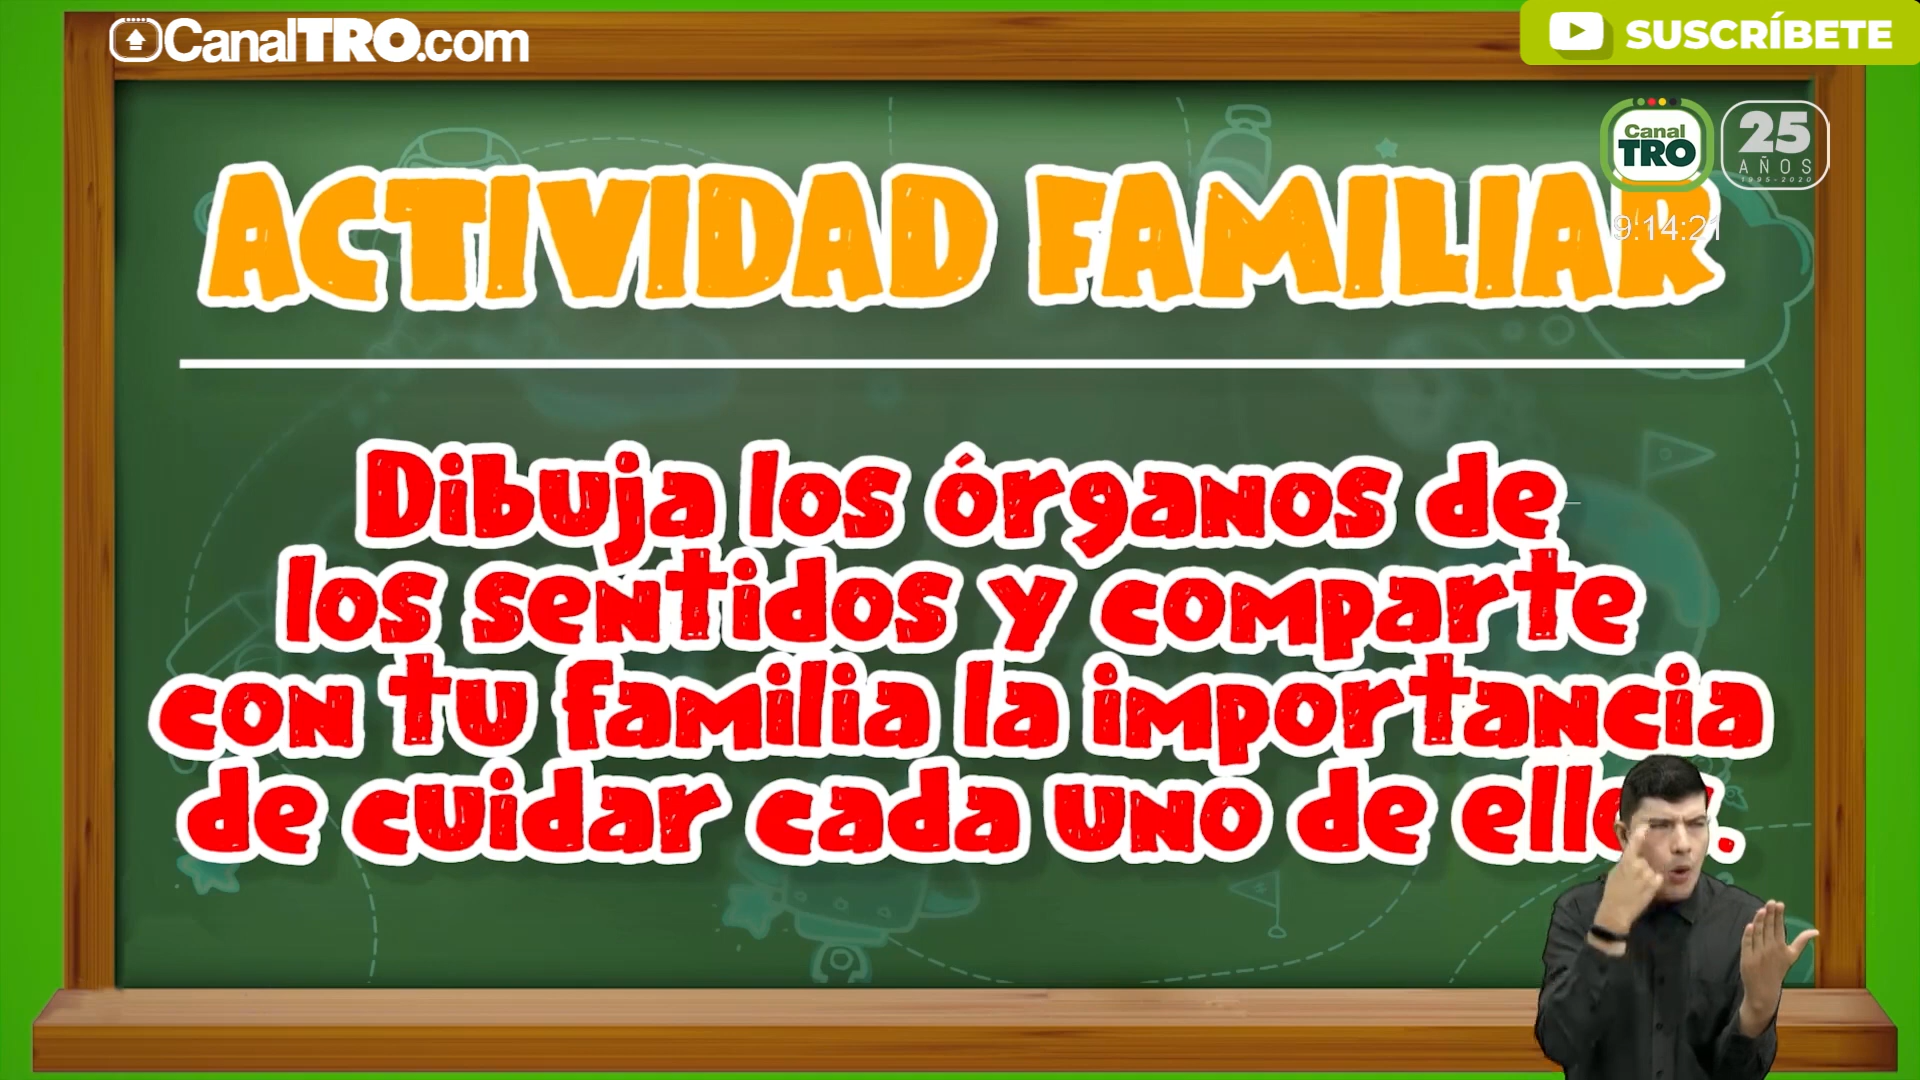 CanalTRO.com
SUSCRÍBETE
Canal
TRO
25
AÑOS
1995-2020
9:14:21
ACTIVIDAD FAMILIAR
Dibuja los órganos de
los sentidos y comparte
con tu familia la importancia
de cuidar cada uno de ellos.